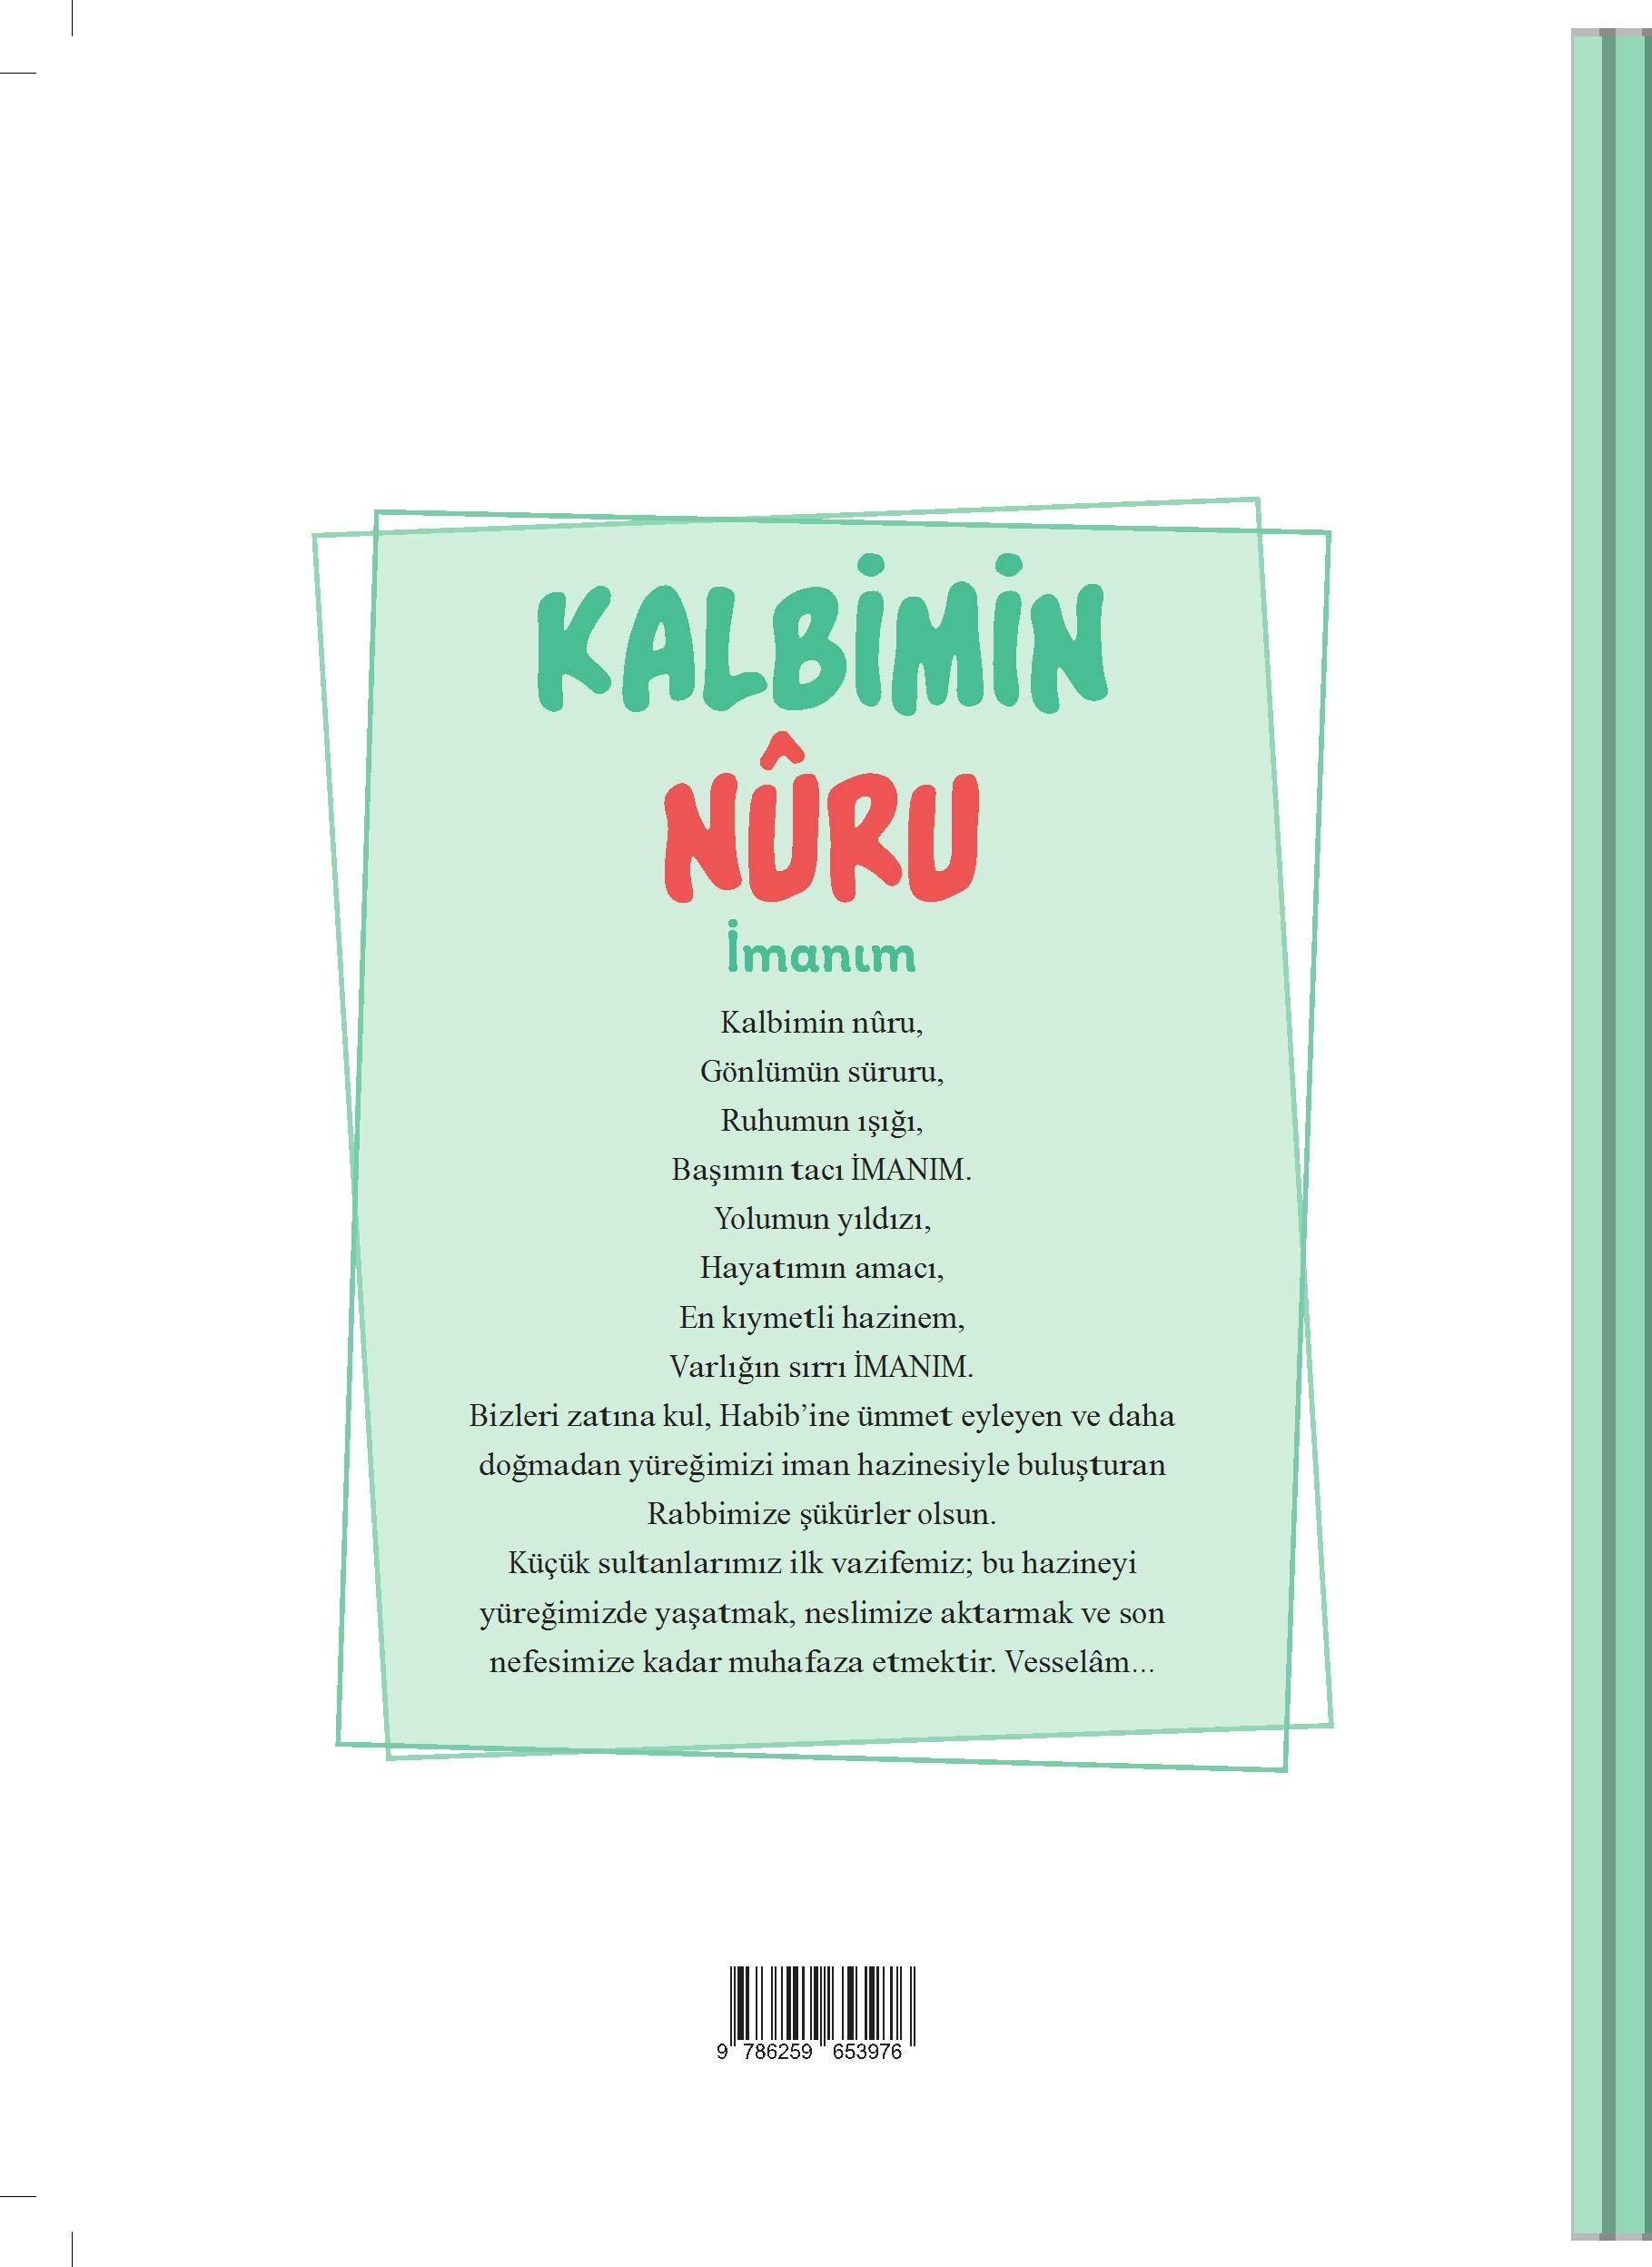 KALBİMİN
NÛRU
İmanım
Kalbimin nûru,
Gönlümün süruru,
Ruhumun ışığı,
Başımın tacı İMANIM.
Yolumun yıldızı,
Hayatımın amacı,
En kıymetli hazinem,
Varlığın sırrı İMANIM.
Bizleri zatına kul, Habib’ine ümmet eyleyen ve daha
doğmadan yüreğimizi iman hazinesiyle buluşturan
Rabbimize şükürler olsun.
Küçük sultanlarımız ilk vazifemiz; bu hazineyi
yüreğimizde yaşatmak, neslimize aktarmak ve son
nefesimize kadar muhafaza etmektir. Vesselâm...
9 786259 653976